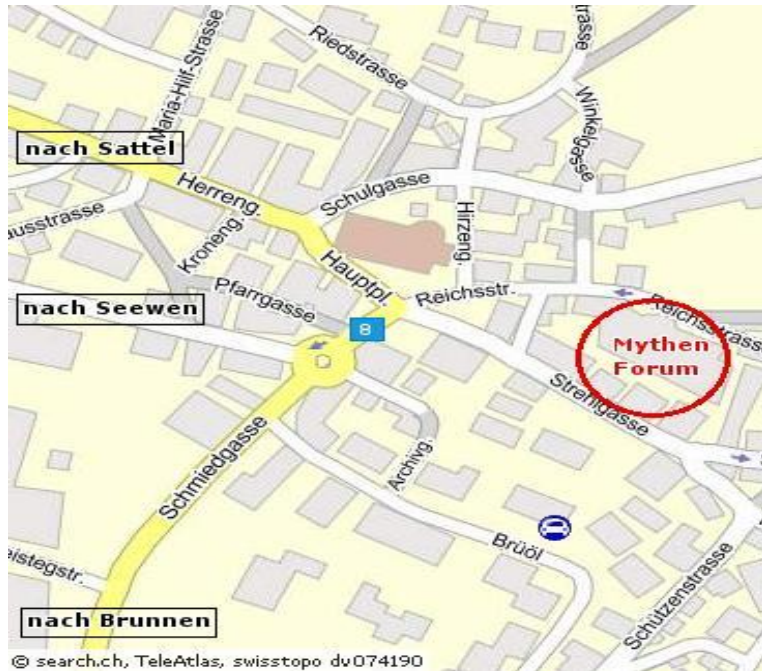 Riedstrasse
Maria-Hilf-Strasse
Winkelgasse
nach Sattel
Herreng.
Schulgasse
Hirzeng.
Kroneng.
Hauptpl.
Pfarrgasse
Reichsstr.
nach Seewen
8
Reichsstrasse
Mythen
Forum
Strehlgasse
Schmiedgasse
Archivg.
Brüöl
Schützenstrasse
nach Brunnen
© search.ch, TeleAtlas, swisstopo dv074190